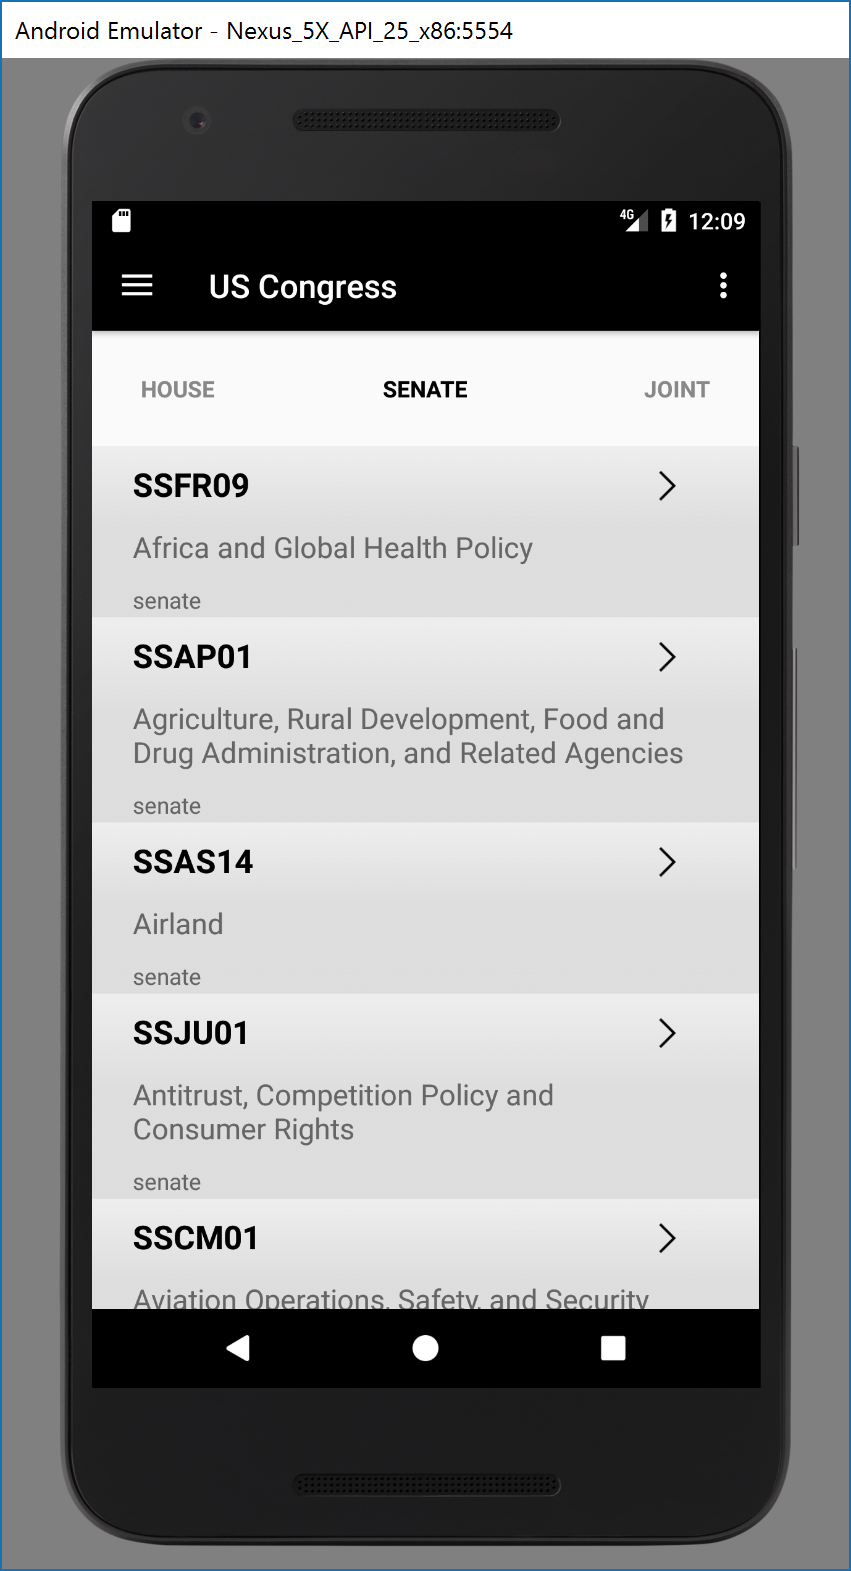 Android Emulator - Nexus_5X_API_25_x86:5554
4G 12:09
US Congress
HOUSE SENATE JOINT
SSFR09
Africa and Global Health Policy
senate
SSAP01
Agriculture, Rural Development, Food and
Drug Administration, and Related Agencies
senate
SSAS14
Airland
senate
SSJU01
Antitrust, Competition Policy and
Consumer Rights
senate
SSCM01
Aviation Operations, Safety, and Security